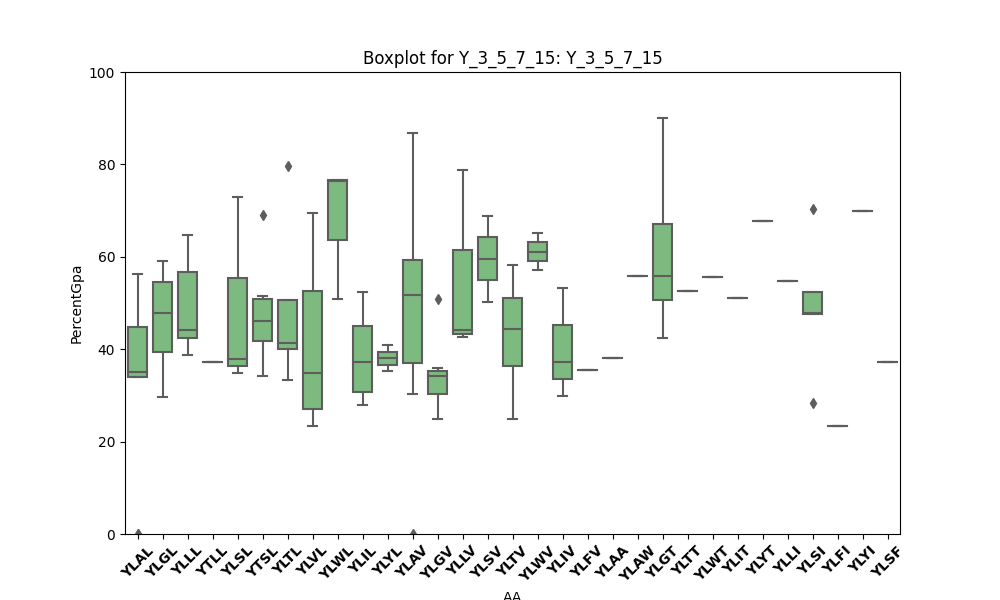 Boxplot for Y_3_5_7_15: Y_3_5_7_15
100
80
60
40
20
0
PercentGpa
YLAL YLGL YLLL YTLL YLSL YTSL YLTL YLVL YLWL YLIL YLYL YLAV YLGV YLLV YLSV YLTV YLWV YLIV YLFV YLAA YLAW YLGT YLTT YLWT YLIT YLYT YLLI YLSI YLFI YLYI YLSF
AA